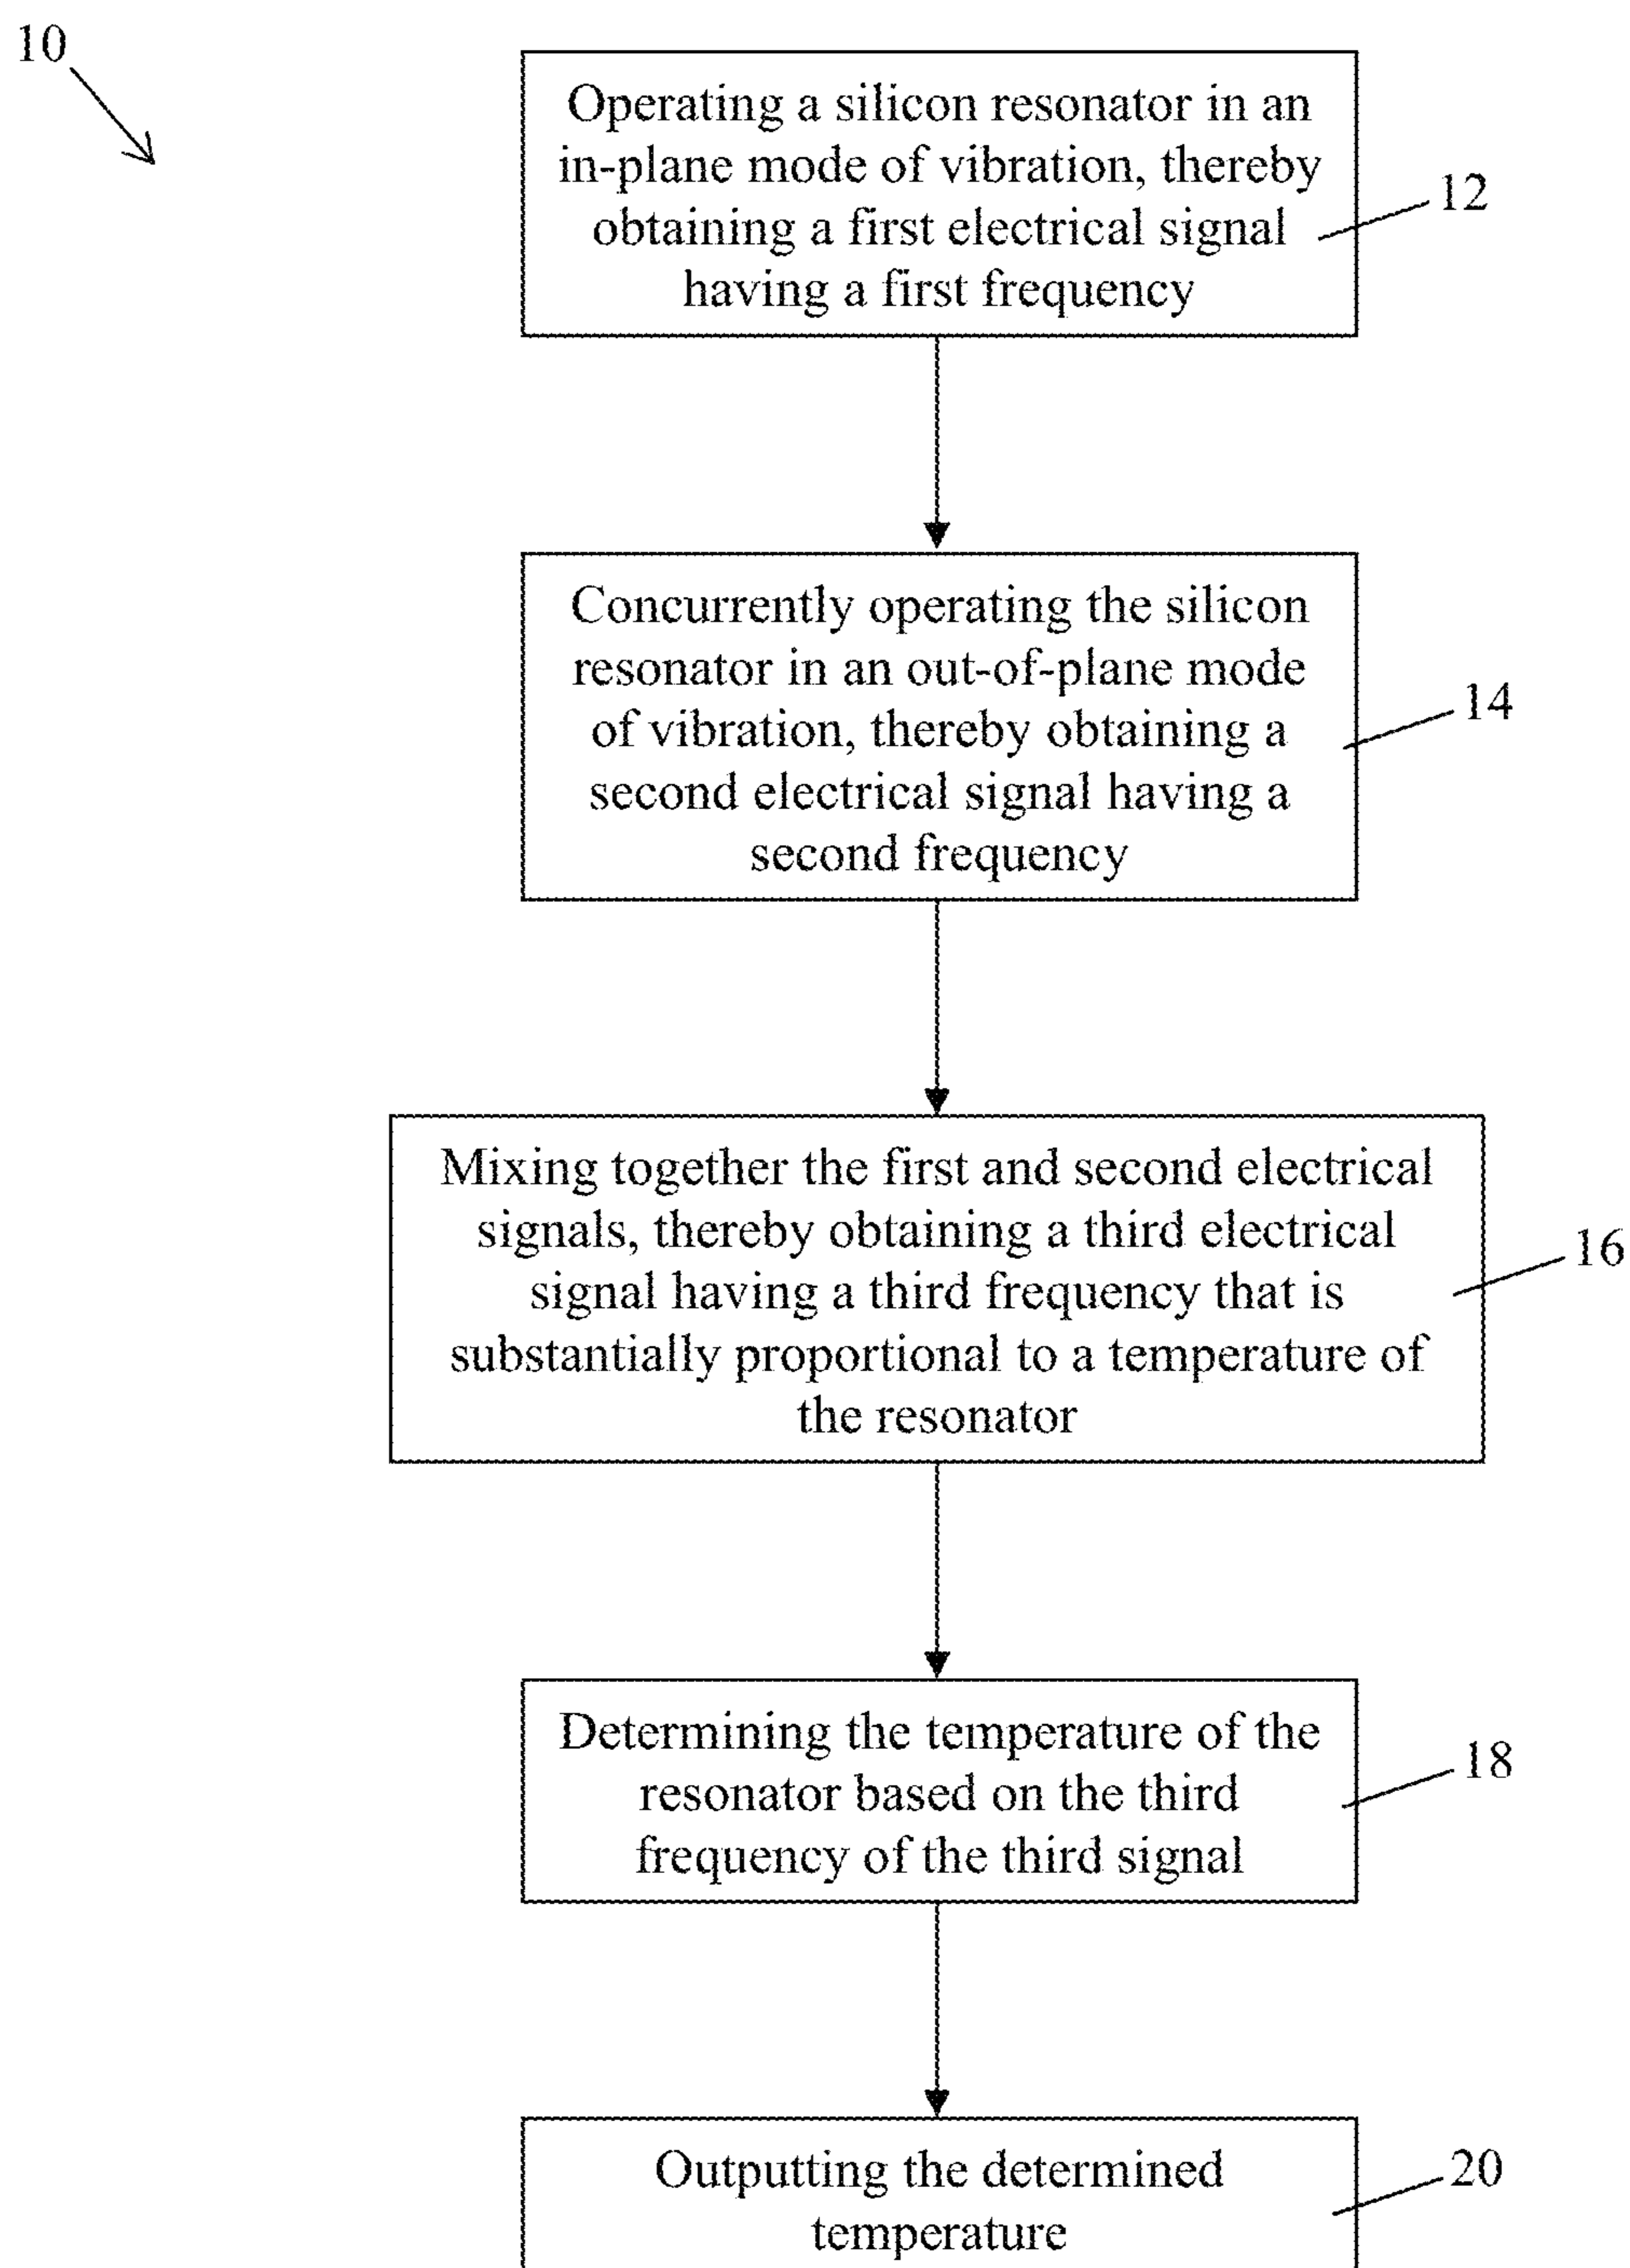 10
Operating a silicon resonator in an
in-plane mode of vibration, thereby
obtaining a first electrical signal
having a first frequency
12
Concurrently operating the silicon
resonator in an out-of-plane mode
of vibration, thereby obtaining a
second electrical signal having a
second frequency
14
Mixing together the first and second electrical
signals, thereby obtaining a third electrical
signal having a third frequency that is
substantially proportional to a temperature of
the resonator
16
Determining the temperature of the
resonator based on the third
frequency of the third signal
18
Outputting the determined
temperature
20